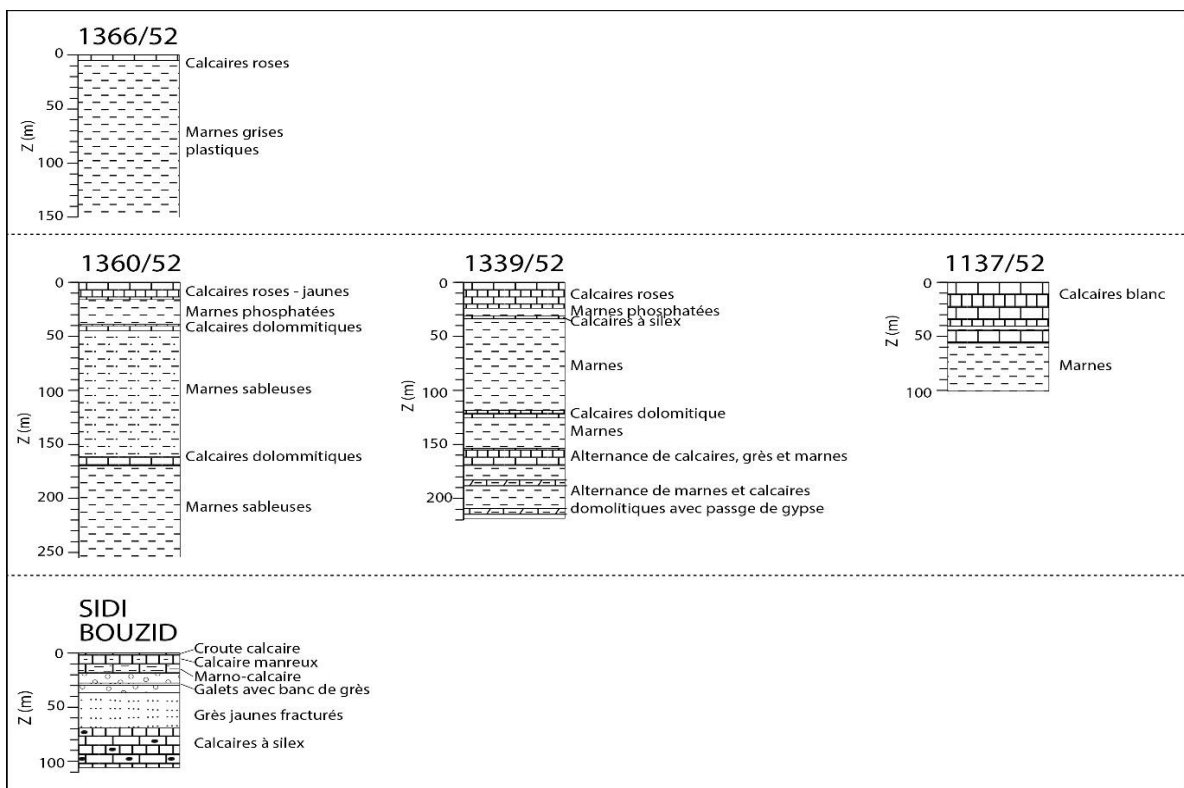 1366/52
0
Calcaires roses
50
Marnes grises
plastiques
Z (m)
100
150
1360/52
0
Calcaires roses - jaunes
Marnes phosphatées
Calcaires dolommitiques
50
Marnes sableuses
100
Z (m)
150
Calcaires dolommitiques
200
Marnes sableuses
250
1339/52
0
Calcaires roses
Marnes phosphatées
Calcaires à silex
50
Marnes
100
Calcaires dolomitique
Z (m)
Marnes
150
Alternance de calcaires, grès et marnes
200
Alternance de marnes et calcaires
domolitiques avec passge de gypse
1137/52
0
Calcaires blanc
Z (m)
50
Marnes
100
SIDI
BOUZID
0
Croute calcaire
Calcaire manreux
Marno-calcaire
Galets avec banc de grès
Z (m)
50
Grès jaunes fracturés
Calcaires à silex
100